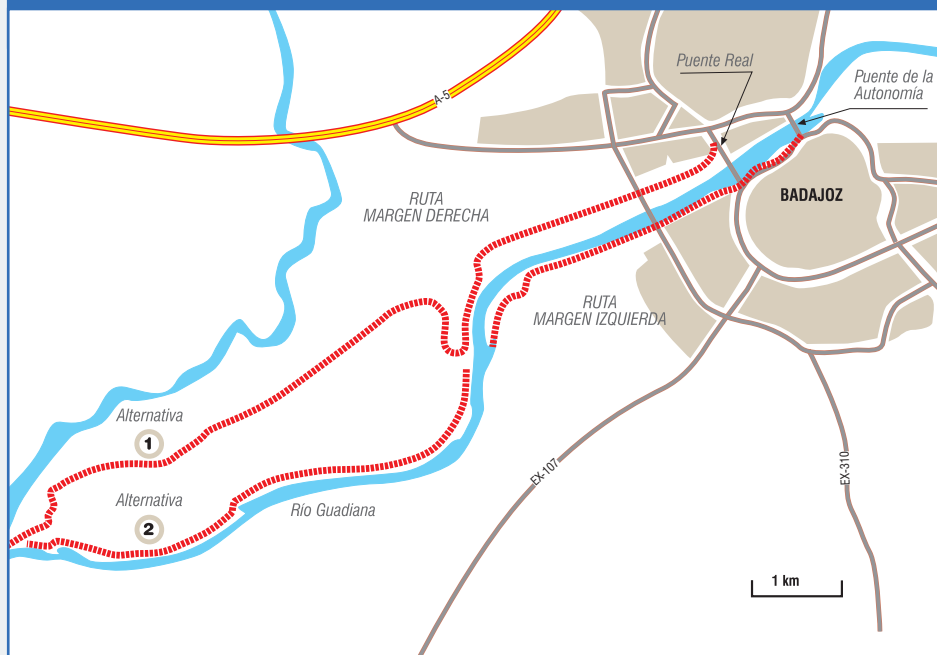 Puente Real
Puente de la
Autonomía
A-5
RUTA
MARGEN DERECHA
BADAJOZ
RUTA
MARGEN IZQUIERDA
Alternativa
1
Alternativa
2
Río Guadiana
EX-107
EX-310
1 km